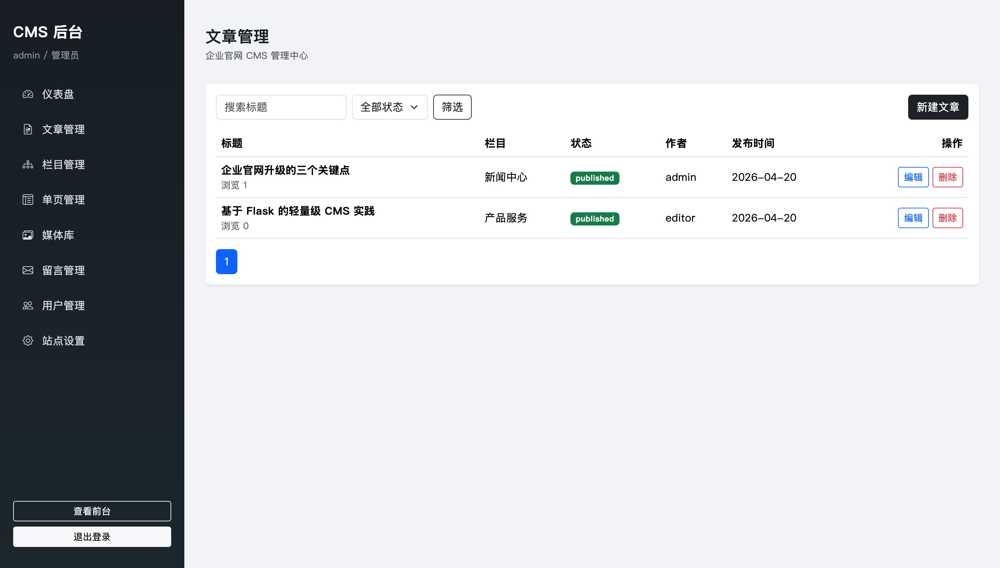 CMS 后台
admin / 管理员
仪表盘
文章管理
栏目管理
单页管理
媒体库
留言管理
用户管理
站点设置
查看前台
退出登录
文章管理
企业官网 CMS 管理中心
搜索标题 全部状态 筛选 新建文章
标题 栏目 状态 作者 发布时间 操作
企业官网升级的三个关键点
浏览 1
新闻中心 published admin 2026-04-20 编辑 删除
基于 Flask 的轻量级 CMS 实践
浏览 0
产品服务 published editor 2026-04-20 编辑 删除
1